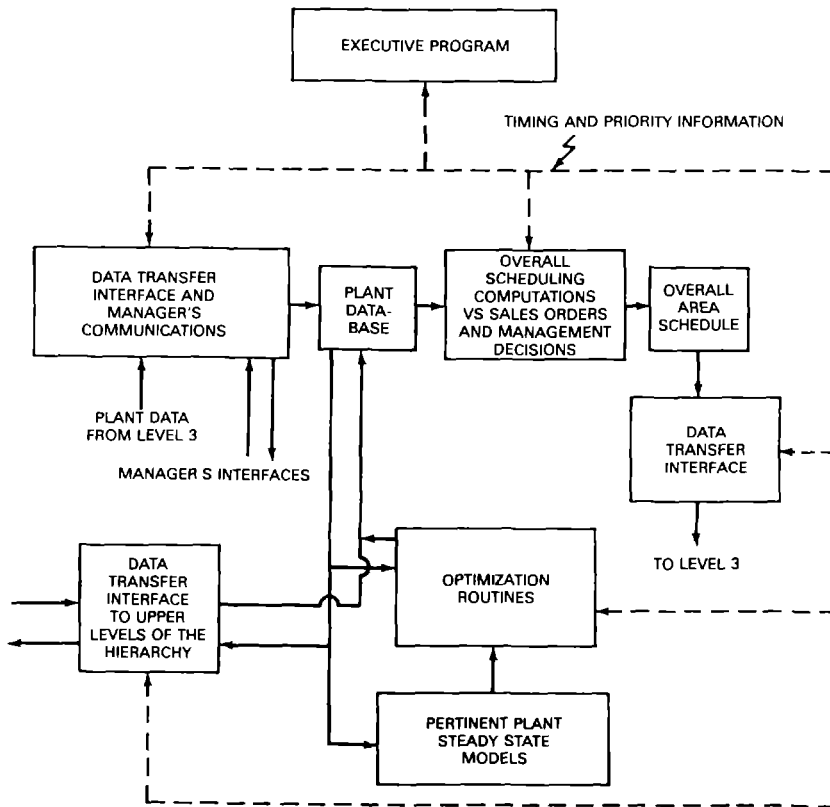 EXECUTIVE PROGRAM
TIMING AND PRIORITY INFORMATION
DATA TRANSFER
INTERFACE AND
MANAGER'S
COMMUNICATIONS
PLANT
DATA-
BASE
OVERALL
SCHEDULING
COMPUTATIONS
VS SALES ORDERS
AND MANAGEMENT
DECISIONS
OVERALL
AREA
SCHEDULE
PLANT DATA
FROM LEVEL 3
MANAGER S INTERFACES
DATA
TRANSFER
INTERFACE
TO LEVEL 3
DATA
TRANSFER
INTERFACE
TO UPPER
LEVELS OF THE
HIERARCHY
OPTIMIZATION
ROUTINES
PERTINENT PLANT
STEADY STATE
MODELS